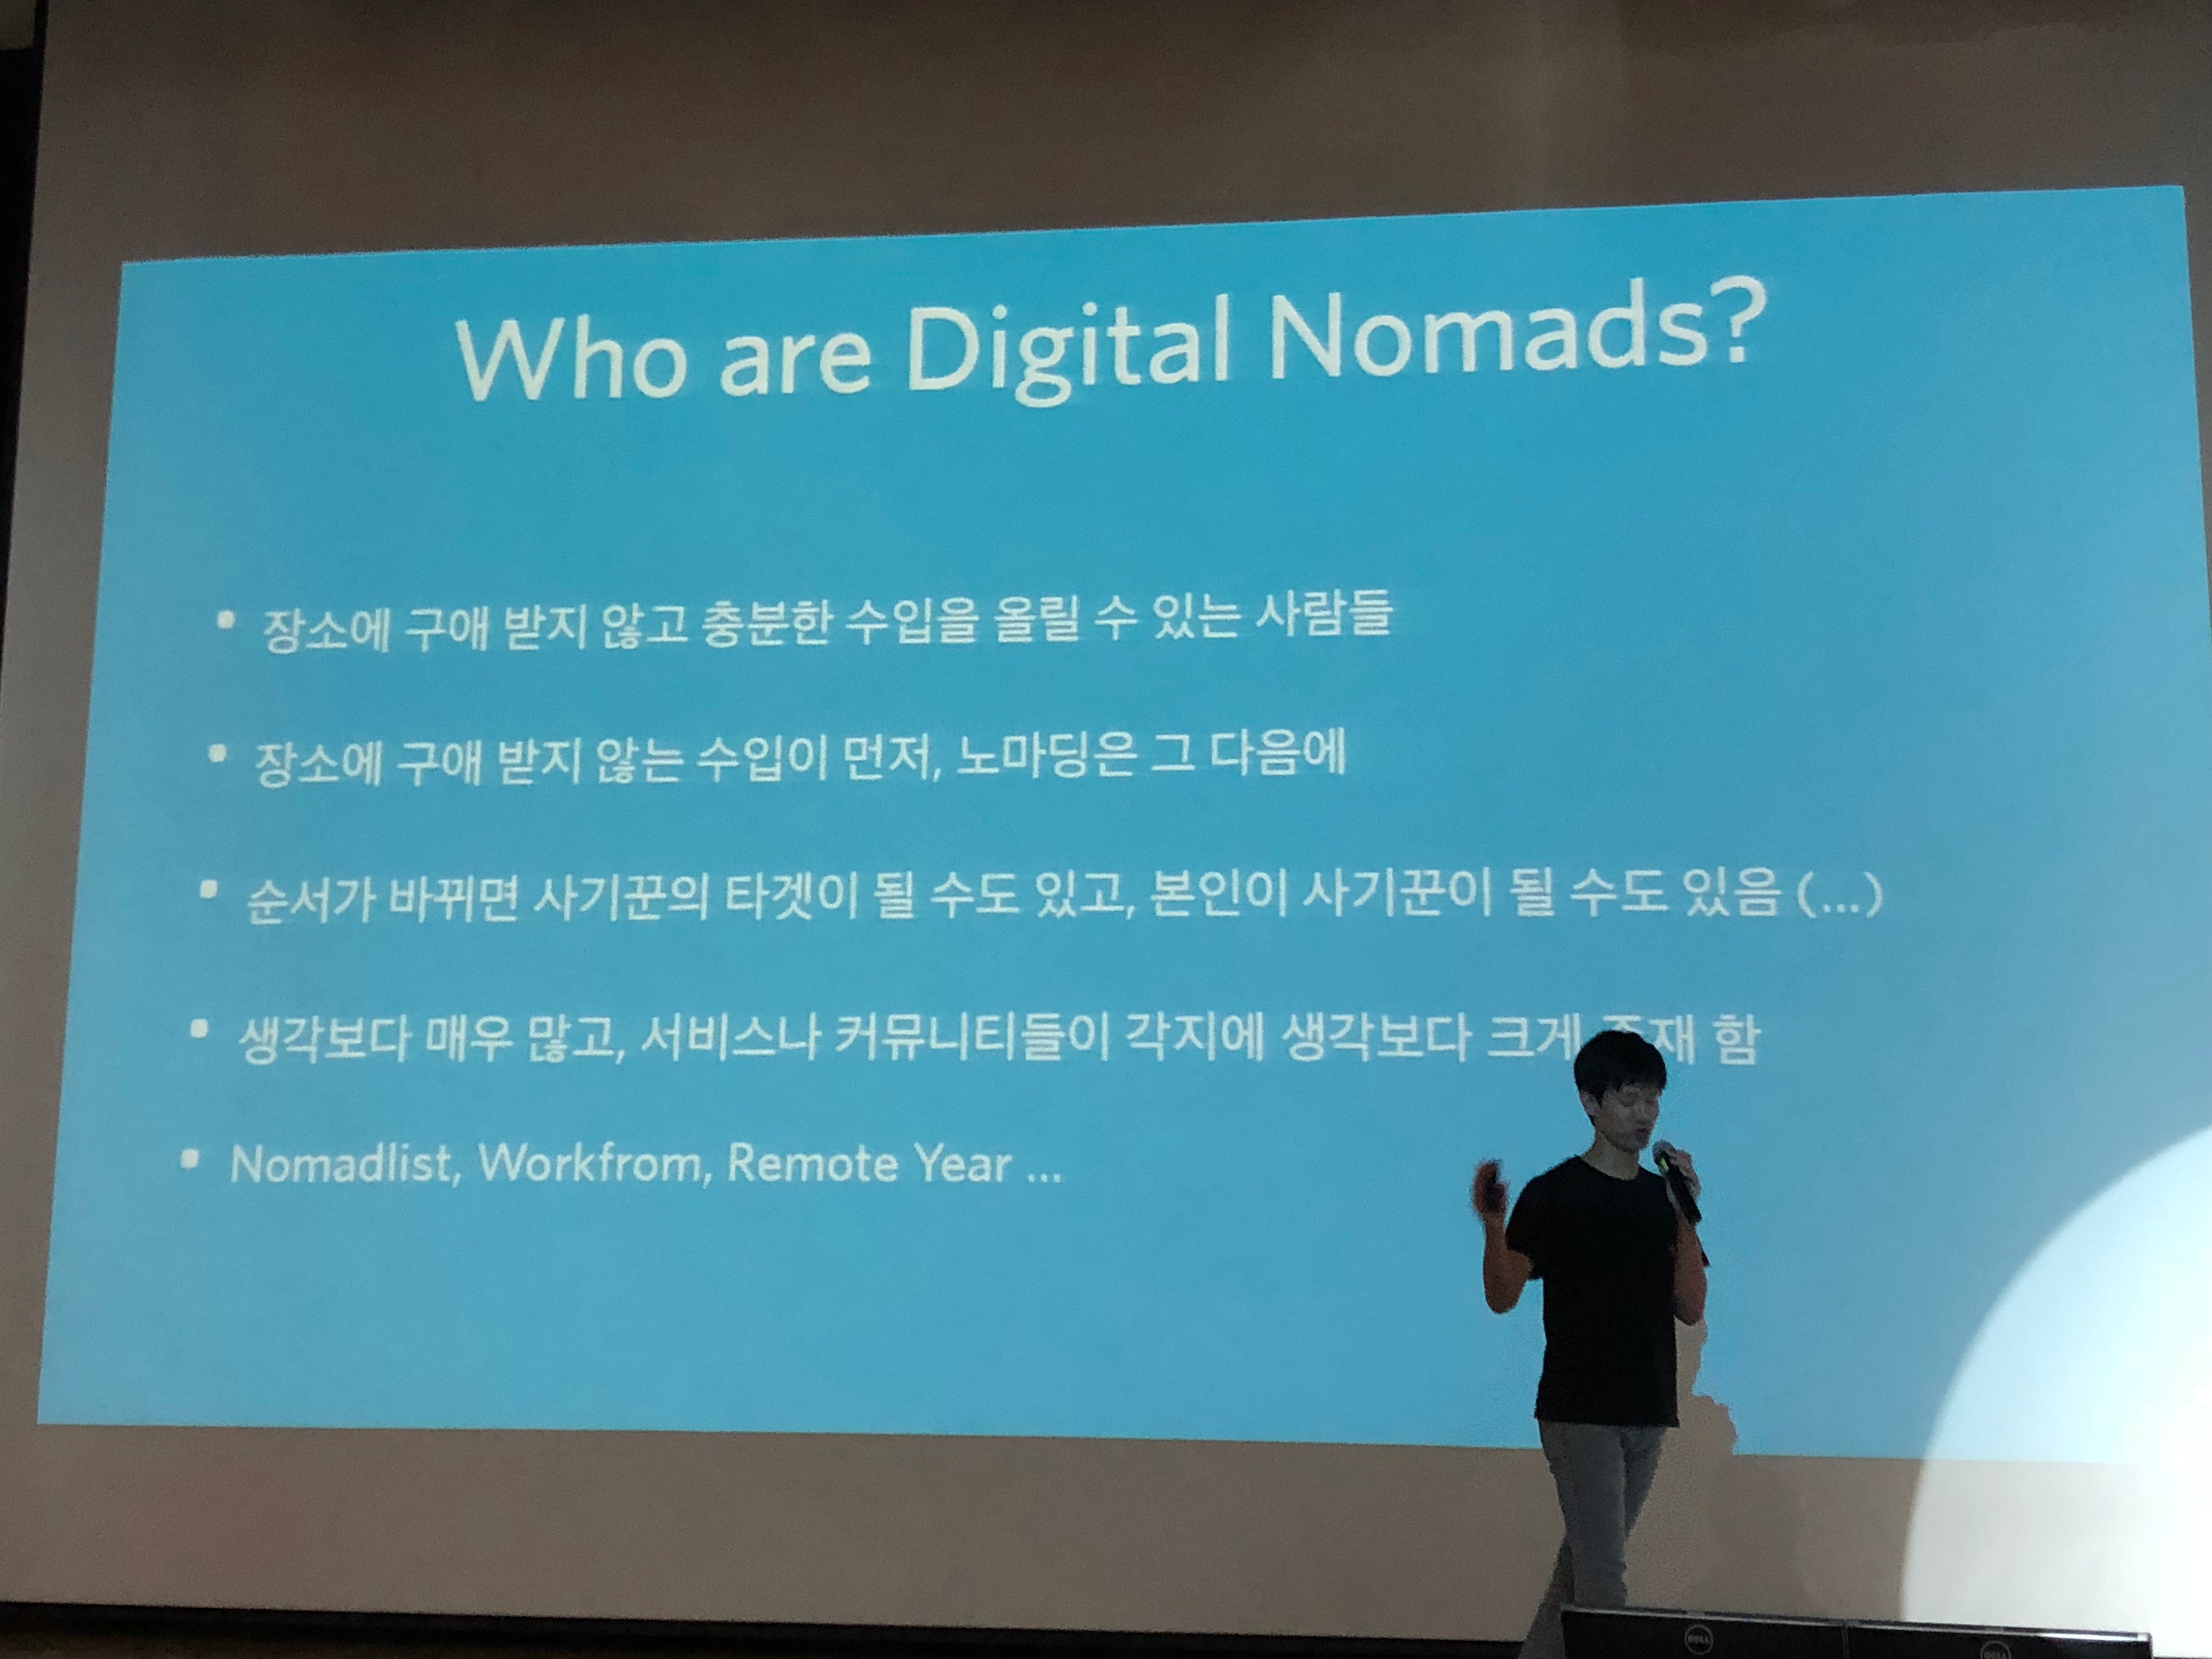 Who are Digital Nomads?
• 장소에 구애 받지 않고 충분한 수입을 올릴 수 있는 사람들
• 장소에 구애 받지 않는 수입이 먼저, 노마딩은 그 다음에
• 순서가 바뀌면 사기꾼의 타겟이 될 수도 있고, 본인이 사기꾼이 될 수도 있음 (...)
• 생각보다 매우 많고, 서비스나 커뮤니티들이 각지에 생각보다 크게 존재 함
• Nomadlist, Workfrom, Remote Year ...
DELL
DELL